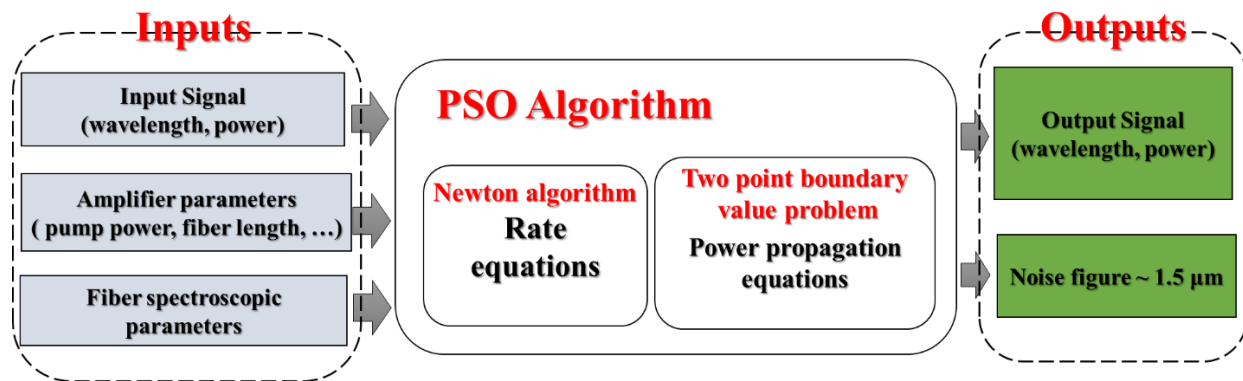 Inputs
Input Signal
(wavelength, power)
Amplifier parameters
( pump power, fiber length, …)
Fiber spectroscopic
parameters
PSO Algorithm
Newton algorithm
Rate
equations
Two point boundary
value problem
Power propagation
equations
Outputs
Output Signal
(wavelength, power)
Noise figure ~ 1.5 μm